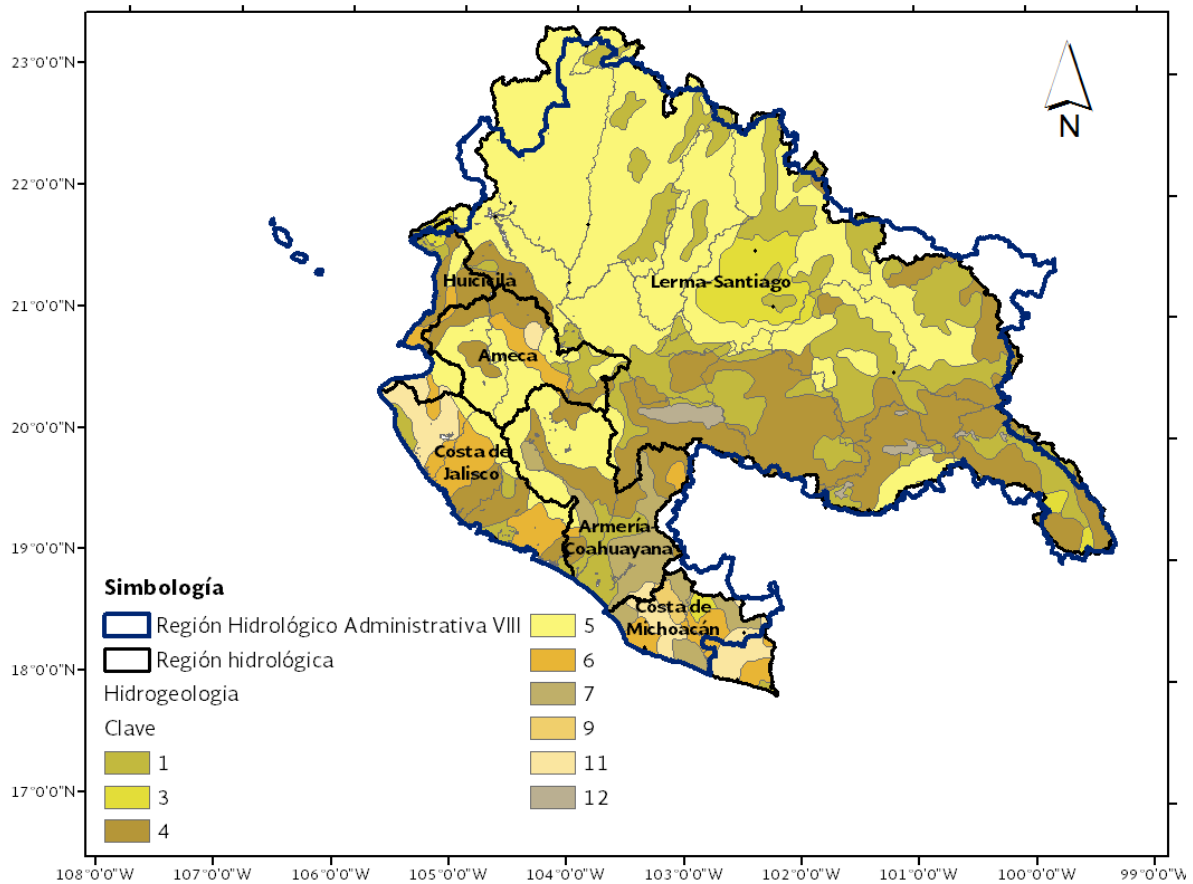 23°0'0"N
22°0'0"N
21°0'0"N
20°0'0"N
19°0'0"N
18°0'0"N
17°0'0"N
N
Huicicila
Lerma-Santiago
Ameca
Costa de
Jalisco
Armería-
Coahuayana
Costa de
Michoacán
Simbología
Región Hidrológico Administrativa VIII
Región hidrológica
Hidrogeologia
Clave
1
3
4
5
6
7
9
11
12
108°0'0"W 107°0'0"W 106°0'0"W 105°0'0"W 104°0'0"W 103°0'0"W 102°0'0"W 101°0'0"W 100°0'0"W 99°0'0"W